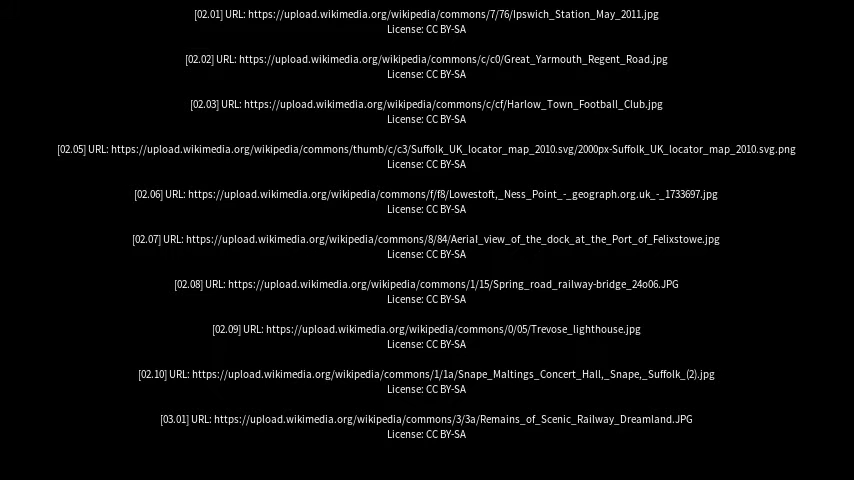 [02.01] URL: https://upload.wikimedia.org/wikipedia/commons/7/76/Ipswich_Station_May_2011.jpg
License: CC BY-SA
[02.02] URL: https://upload.wikimedia.org/wikipedia/commons/c/c0/Great_Yarmouth_Regent_Road.jpg
License: CC BY-SA
[02.03] URL: https://upload.wikimedia.org/wikipedia/commons/c/cf/Harlow_Town_Football_Club.jpg
License: CC BY-SA
[02.05] URL: https://upload.wikimedia.org/wikipedia/commons/thumb/c/c3/Suffolk_UK_locator_map_2010.svg/2000px-Suffolk_UK_locator_map_2010.svg.png
License: CC BY-SA
[02.06] URL: https://upload.wikimedia.org/wikipedia/commons/f/f8/Lowestoft,_Ness_Point_-_geograph.org.uk_-_1733697.jpg
License: CC BY-SA
[02.07] URL: https://upload.wikimedia.org/wikipedia/commons/8/84/Aerial_view_of_the_dock_at_the_Port_of_Felixstowe.jpg
License: CC BY-SA
[02.08] URL: https://upload.wikimedia.org/wikipedia/commons/1/15/Spring_road_railway-bridge_24o06.JPG
License: CC BY-SA
[02.09] URL: https://upload.wikimedia.org/wikipedia/commons/0/05/Trevose_lighthouse.jpg
License: CC BY-SA
[02.10] URL: https://upload.wikimedia.org/wikipedia/commons/1/1a/Snape_Maltings_Concert_Hall,_Snape,_Suffolk_(2).jpg
License: CC BY-SA
[03.01] URL: https://upload.wikimedia.org/wikipedia/commons/3/3a/Remains_of_Scenic_Railway_Dreamland.JPG
License: CC BY-SA